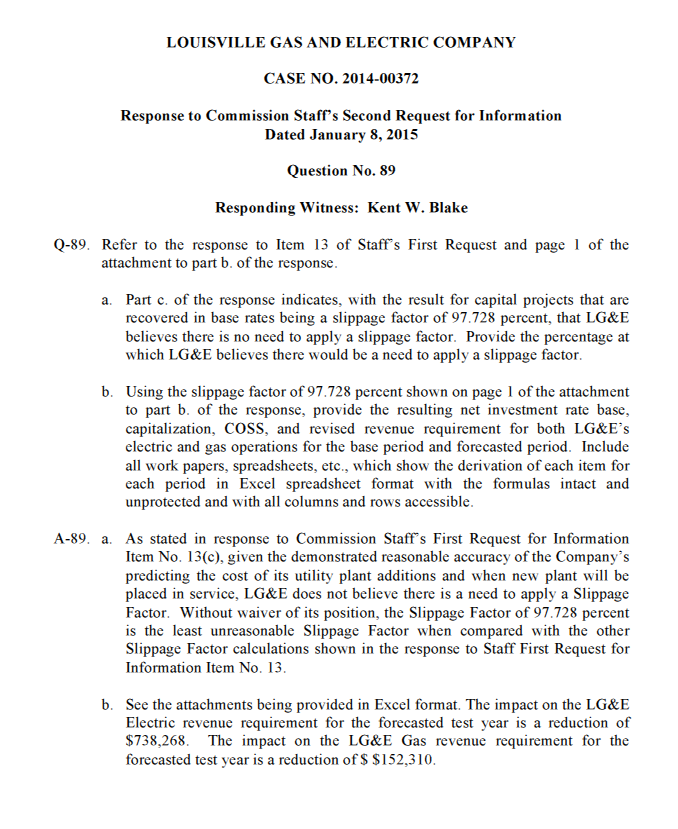 LOUISVILLE GAS AND ELECTRIC COMPANY
CASE NO. 2014-00372
Response to Commission Staff's Second Request for Information
Dated January 8, 2015
Question No. 89
Responding Witness: Kent W. Blake
Q-89. Refer to the response to Item 13 of Staff's First Request and page 1 of the
attachment to part b. of the response.
a. Part c. of the response indicates, with the result for capital projects that are
recovered in base rates being a slippage factor of 97.728 percent, that LG&E
believes there is no need to apply a slippage factor. Provide the percentage at
which LG&E believes there would be a need to apply a slippage factor.
b. Using the slippage factor of 97.728 percent shown on page 1 of the attachment
to part b. of the response, provide the resulting net investment rate base,
capitalization, COSS, and revised revenue requirement for both LG&E's
electric and gas operations for the base period and forecasted period. Include
all work papers, spreadsheets, etc., which show the derivation of each item for
each period in Excel spreadsheet format with the formulas intact and
unprotected and with all columns and rows accessible.
A-89. a. As stated in response to Commission Staff's First Request for Information
Item No. 13(c), given the demonstrated reasonable accuracy of the Company's
predicting the cost of its utility plant additions and when new plant will be
placed in service, LG&E does not believe there is a need to apply a Slippage
Factor. Without waiver of its position, the Slippage Factor of 97.728 percent
is the least unreasonable Slippage Factor when compared with the other
Slippage Factor calculations shown in the response to Staff First Request for
Information Item No. 13.
b. See the attachments being provided in Excel format. The impact on the LG&E
Electric revenue requirement for the forecasted test year is a reduction of
$738,268. The impact on the LG&E Gas revenue requirement for the
forecasted test year is a reduction of $ $152,310.